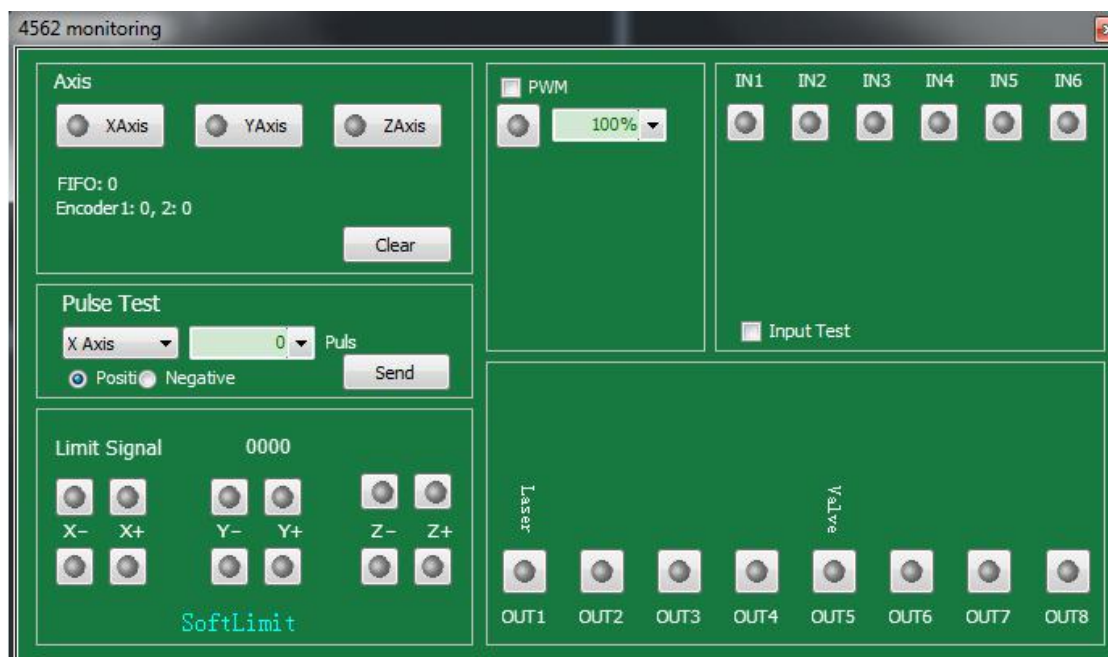 4562 monitoring
Axis
XAxis YAxis ZAxis
FIFO: 0
Encoder1: 0, 2: 0
Clear
PWM
100%
IN1 IN2 IN3 IN4 IN5 IN6
Input Test
Pulse Test
X Axis 0 Puls
Positi Negative Send
Limit Signal 0000
X- X+ Y- Y+ Z- Z+
SoftLimit
Laser Valve
OUT1 OUT2 OUT3 OUT4 OUT5 OUT6 OUT7 OUT8